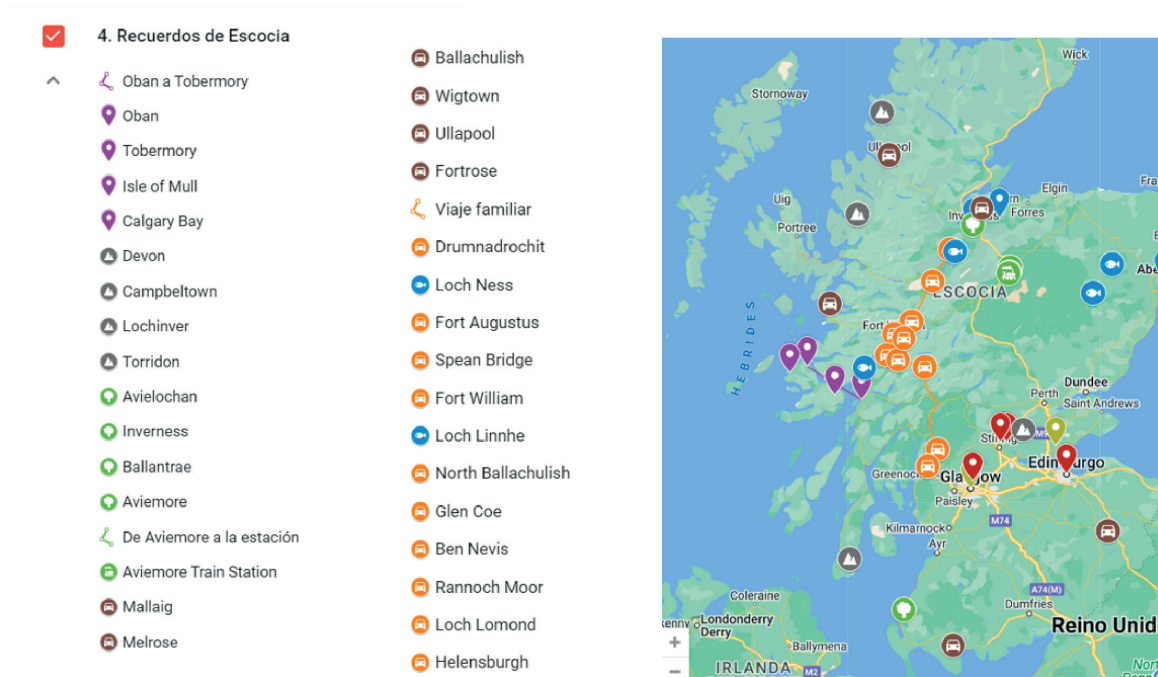 4. Recuerdos de Escocia
Oban a Tobermory
Oban
Tobermory
Isle of Mull
Calgary Bay
Devon
Campbeltown
Lochinver
Torridon
Avielochan
Inverness
Ballantrae
Aviemore
De Aviemore a la estación
Aviemore Train Station
Mallaig
Melrose
Ballachulish
Wigtown
Ullapool
Fortrose
Viaje familiar
Drumnadrochit
Loch Ness
Fort Augustus
Spean Bridge
Fort William
Loch Linnhe
North Ballachulish
Glen Coe
Ben Nevis
Rannoch Moor
Loch Lomond
Helensburgh
Wick
Stornoway
Elgin
Uig
Forres
Portree
ESCOCIA
HEBRIDES
Dundee
Perth
Saint Andrews
Greenock
Glasgow
Paisley
M74
Kilmarnock
Ayr
A74(M)
Coleraine
Dumfries
Londonderry
Derry
Reino Unid
Ballymena
IRLANDA
M2